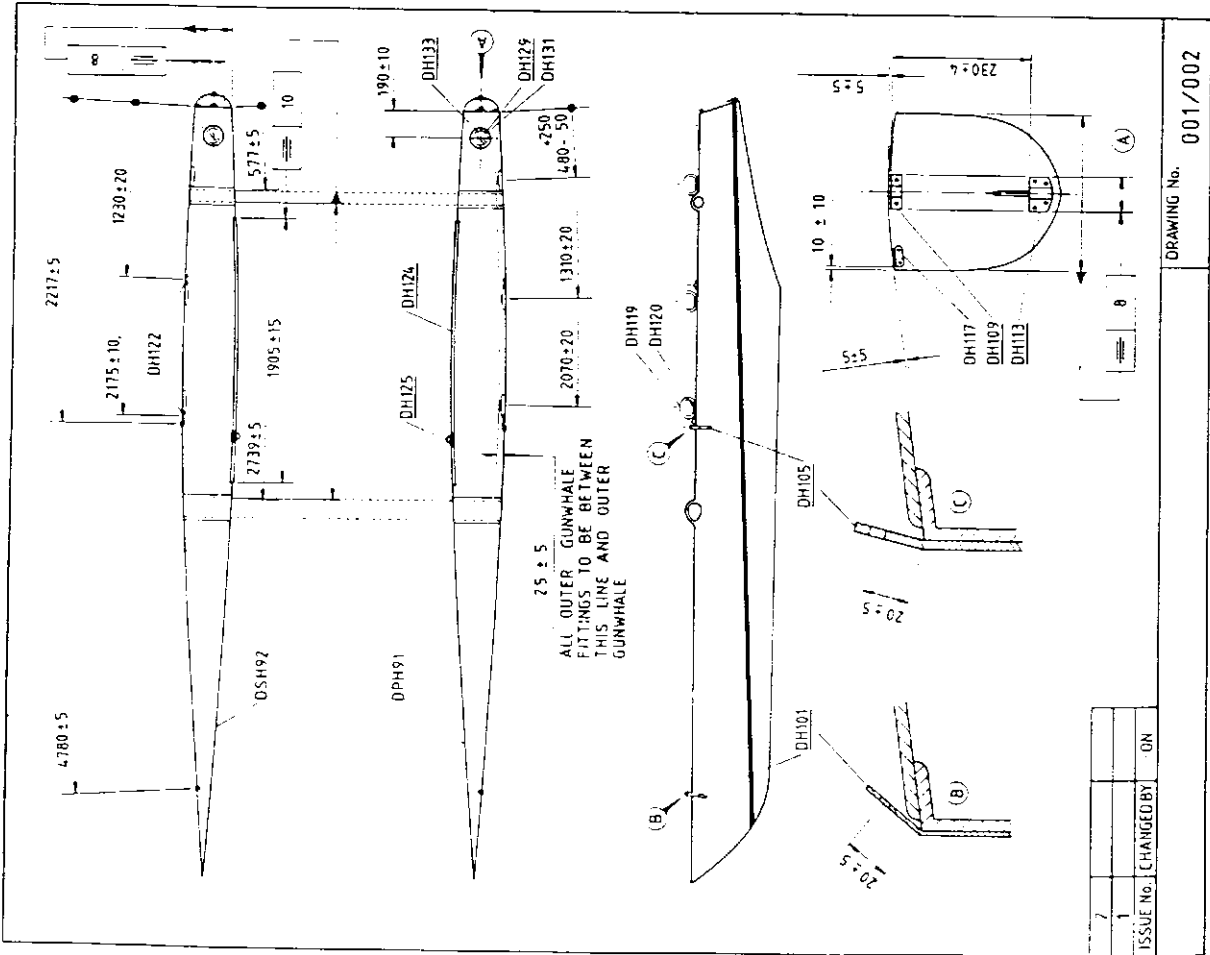 8
10
577±5
1230±20
2217±5
2175±10
DH122
1905±15
2739±5
4780±5
DSH92
190±10
DH133
A
DH129
DH131
+250
480-50
DH124
1310±20
DH125
2070±20
25±5
ALL OUTER GUNWHALE
FITTINGS TO BE BETWEEN
THIS LINE AND OUTER
GUNWHALE
DPH91
DH119
DH120
C
DH105
B
DH101
5±5
230±4
10±10
A
DH117
DH109
DH113
5±5
8
20±5
C
20±5
B
1
ISSUE No.
CHANGED BY
ON
DRAWING No.
001/002